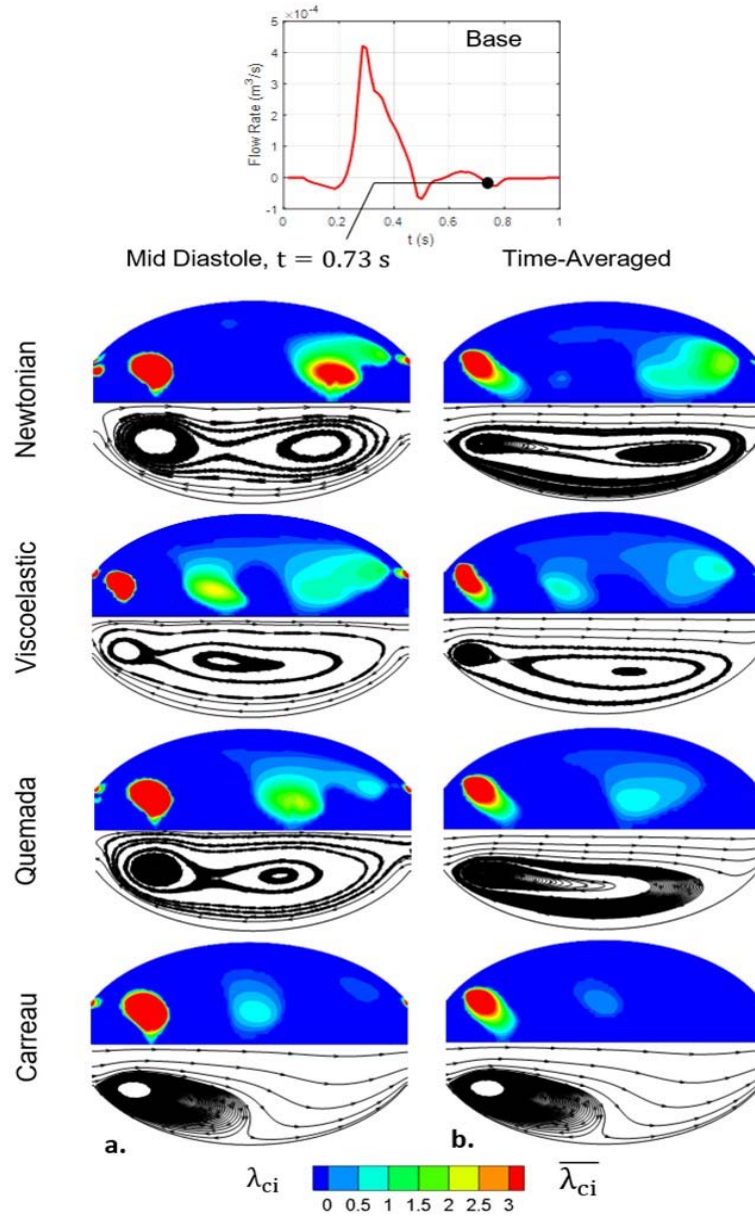 ×10⁻⁴
Base
5
4
3
2
1
0
-1
Flow Rate (m³/s)
0 0.2 0.4 0.6 0.8 1
t (s)
Mid Diastole, t = 0.73 s Time-Averaged
Newtonian
Viscoelastic
Quemada
Carreau
a. b.
λci λci
0 0.5 1 1.5 2 2.5 3